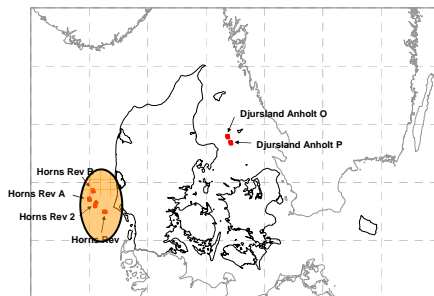 Djursland Anholt O
Djursland Anholt P
Horns Rev B
Horns Rev A
Horns Rev 2
Horns Rev